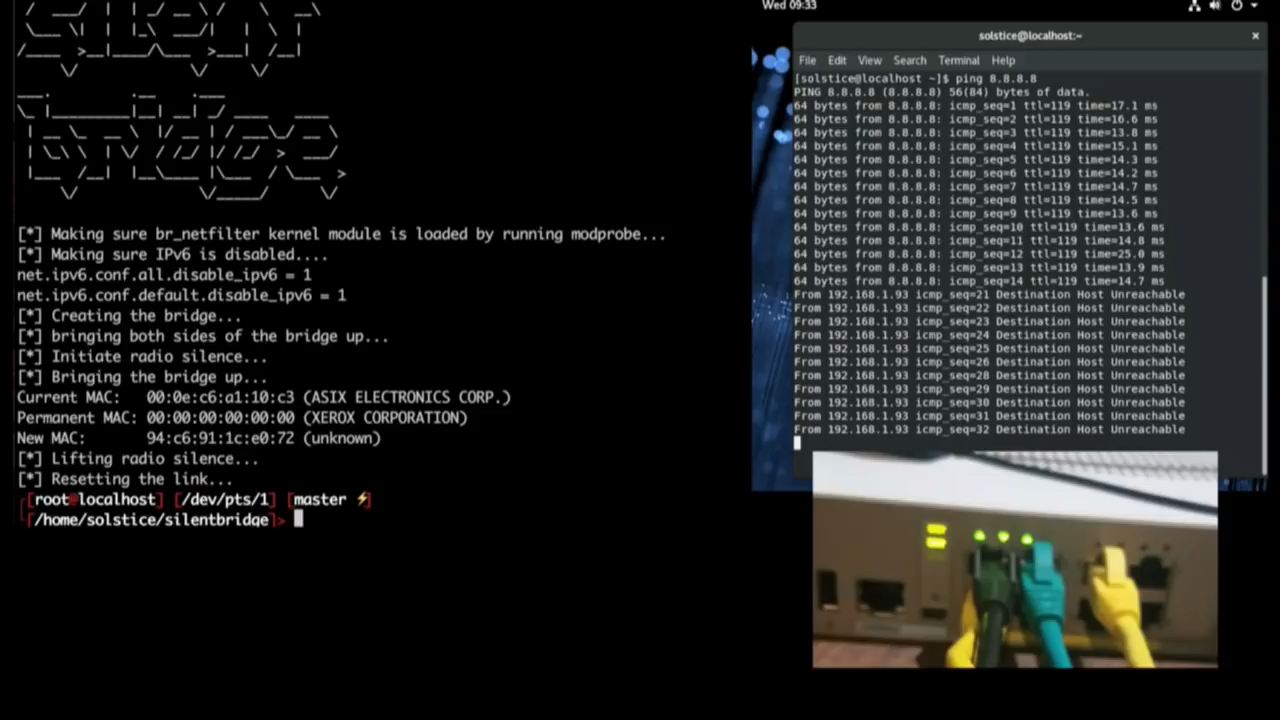 [*] Making sure br_netfilter kernel module is loaded by running modprobe...
[*] Making sure IPv6 is disabled....
net.ipv6.conf.all.disable_ipv6 = 1
net.ipv6.conf.default.disable_ipv6 = 1
[*] Creating the bridge...
[*] bringing both sides of the bridge up...
[*] Initiate radio silence...
[*] Bringing the bridge up...
Current MAC:   00:0e:c6:a1:10:c3 (ASIX ELECTRONICS CORP.)
Permanent MAC: 00:00:00:00:00:00 (XEROX CORPORATION)
New MAC:       94:c6:91:1c:e0:72 (unknown)
[*] Lifting radio silence...
[*] Resetting the link...
[root@localhost] [/dev/pts/1] [master ⚡]
[/home/solstice/silentbridge]>
Wed 09:33
solstice@localhost:~
File Edit View Search Terminal Help
[solstice@localhost ~]$ ping 8.8.8.8
PING 8.8.8.8 (8.8.8.8) 56(84) bytes of data.
64 bytes from 8.8.8.8: icmp_seq=1 ttl=119 time=17.1 ms
64 bytes from 8.8.8.8: icmp_seq=2 ttl=119 time=16.6 ms
64 bytes from 8.8.8.8: icmp_seq=3 ttl=119 time=13.8 ms
64 bytes from 8.8.8.8: icmp_seq=4 ttl=119 time=15.1 ms
64 bytes from 8.8.8.8: icmp_seq=5 ttl=119 time=14.3 ms
64 bytes from 8.8.8.8: icmp_seq=6 ttl=119 time=14.2 ms
64 bytes from 8.8.8.8: icmp_seq=7 ttl=119 time=14.7 ms
64 bytes from 8.8.8.8: icmp_seq=8 ttl=119 time=14.5 ms
64 bytes from 8.8.8.8: icmp_seq=9 ttl=119 time=13.6 ms
64 bytes from 8.8.8.8: icmp_seq=10 ttl=119 time=13.6 ms
64 bytes from 8.8.8.8: icmp_seq=11 ttl=119 time=14.8 ms
64 bytes from 8.8.8.8: icmp_seq=12 ttl=119 time=25.0 ms
64 bytes from 8.8.8.8: icmp_seq=13 ttl=119 time=13.9 ms
64 bytes from 8.8.8.8: icmp_seq=14 ttl=119 time=14.7 ms
From 192.168.1.93 icmp_seq=21 Destination Host Unreachable
From 192.168.1.93 icmp_seq=22 Destination Host Unreachable
From 192.168.1.93 icmp_seq=23 Destination Host Unreachable
From 192.168.1.93 icmp_seq=24 Destination Host Unreachable
From 192.168.1.93 icmp_seq=25 Destination Host Unreachable
From 192.168.1.93 icmp_seq=26 Destination Host Unreachable
From 192.168.1.93 icmp_seq=28 Destination Host Unreachable
From 192.168.1.93 icmp_seq=29 Destination Host Unreachable
From 192.168.1.93 icmp_seq=30 Destination Host Unreachable
From 192.168.1.93 icmp_seq=31 Destination Host Unreachable
From 192.168.1.93 icmp_seq=32 Destination Host Unreachable